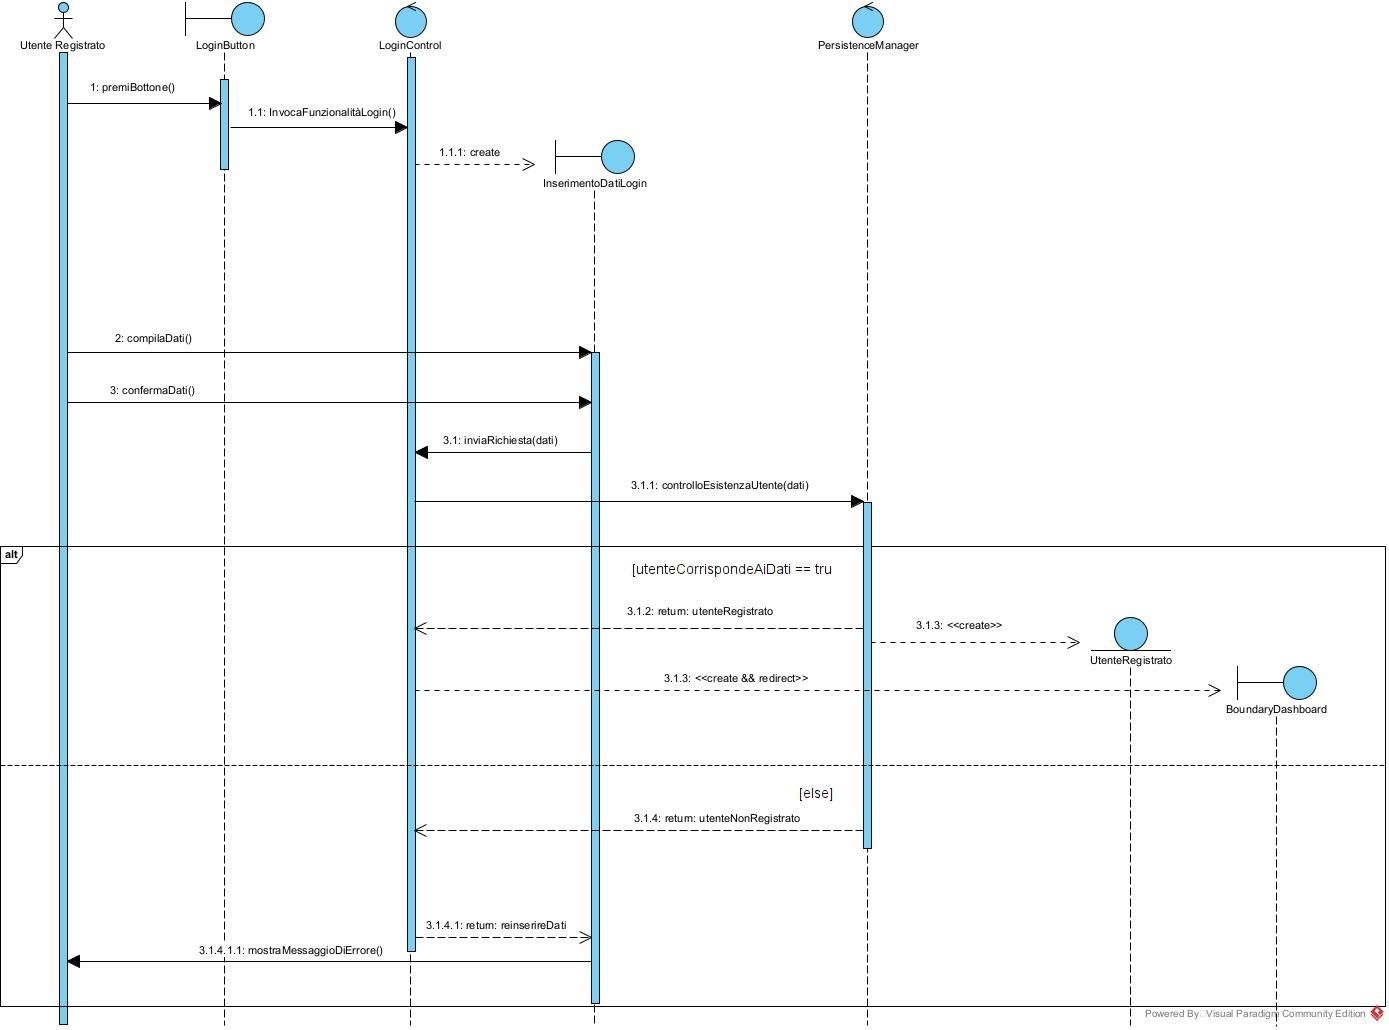 Utente Registrato
LoginButton
LoginControl
PersistenceManager
1: premiBottone()
1.1: InvocaFunzionalitàLogin()
1.1.1: create
InserimentoDatiLogin
2: compilaDati()
3: confermaDati()
3.1: inviaRichiesta(dati)
3.1.1: controlloEsistenzaUtente(dati)
alt
[utenteCorrispondeAiDati == tru
3.1.2: return: utenteRegistrato
3.1.3: <<create>>
UtenteRegistrato
3.1.3: <<create && redirect>>
BoundaryDashboard
[else]
3.1.4: return: utenteNonRegistrato
3.1.4.1: return: reinserireDati
3.1.4.1.1: mostraMessaggioDiErrore()
Powered By Visual Paradigm Community Edition